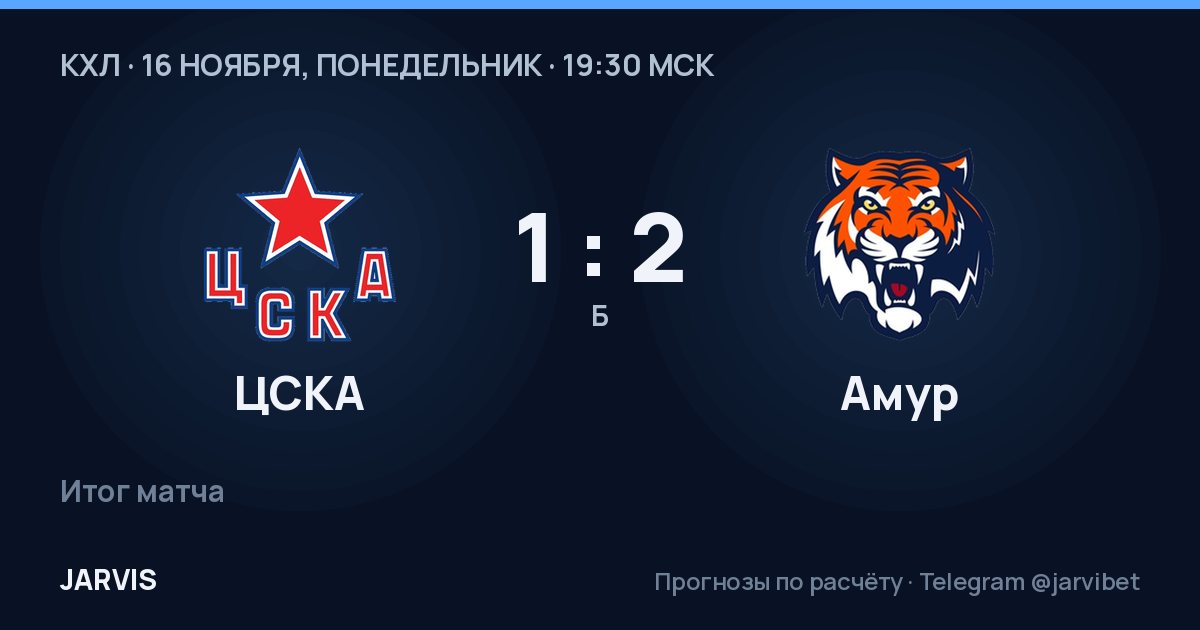 КХЛ · 16 НОЯБРЯ, ПОНЕДЕЛЬНИК · 19:30 МСК
ЦСКА
1 : 2
Б
ЦСКА
Амур
Итог матча
JARVIS
Прогнозы по расчёту · Telegram @jarvibet